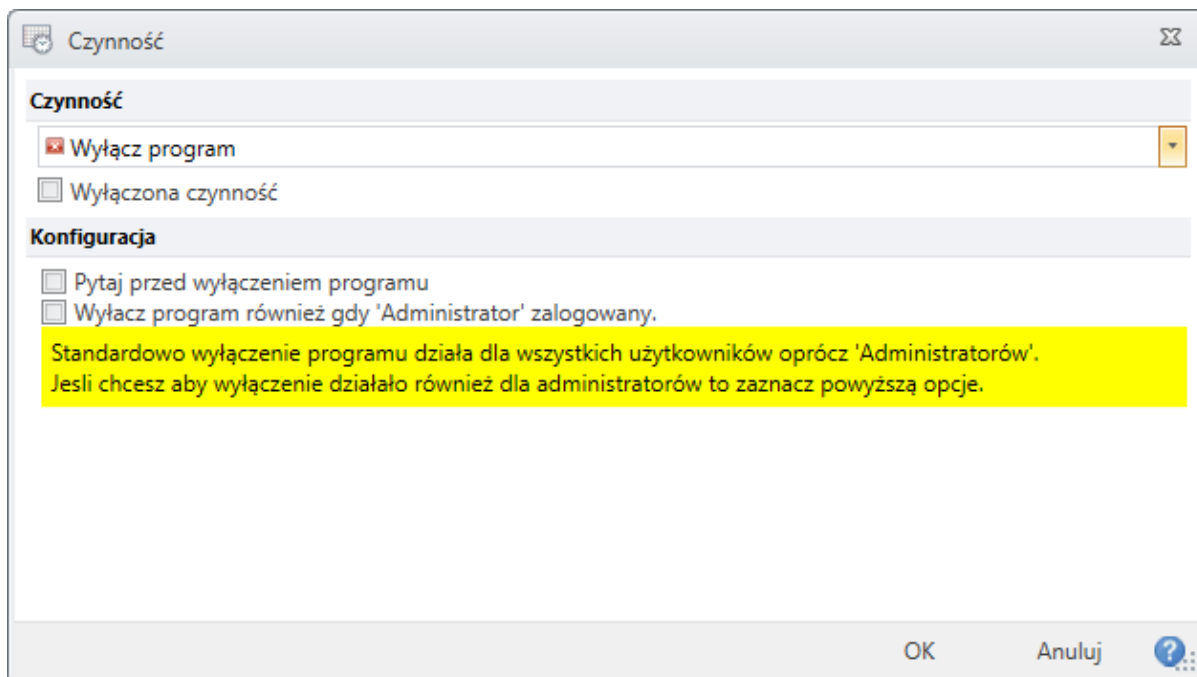 Czynność
Czynność
Wyłącz program
Wyłączona czynność
Konfiguracja
Pytaj przed wyłączeniem programu
Wyłacz program również gdy 'Administrator' zalogowany.
Standardowo wyłączenie programu działa dla wszystkich użytkowników oprócz 'Administratorów'.
Jesli chcesz aby wyłączenie działało również dla administratorów to zaznacz powyższą opcje.
OK Anuluj ?